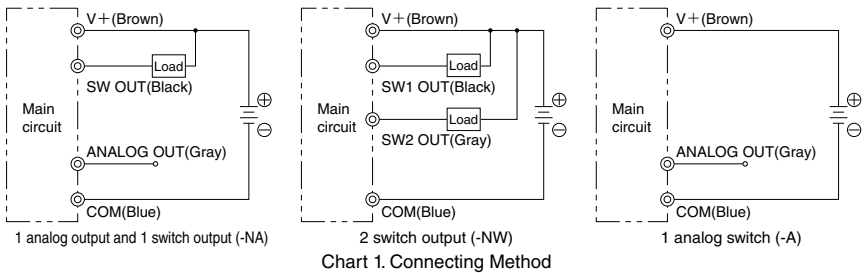 V+(Brown)
Load
SW OUT(Black)
Main
circuit
⊕
⊖
ANALOG OUT(Gray)
COM(Blue)
1 analog output and 1 switch output (-NA)
V+(Brown)
Load
SW1 OUT(Black)
Load
SW2 OUT(Gray)
Main
circuit
⊕
⊖
COM(Blue)
2 switch output (-NW)
V+(Brown)
Main
circuit
⊕
⊖
ANALOG OUT(Gray)
COM(Blue)
1 analog switch (-A)
Chart 1. Connecting Method